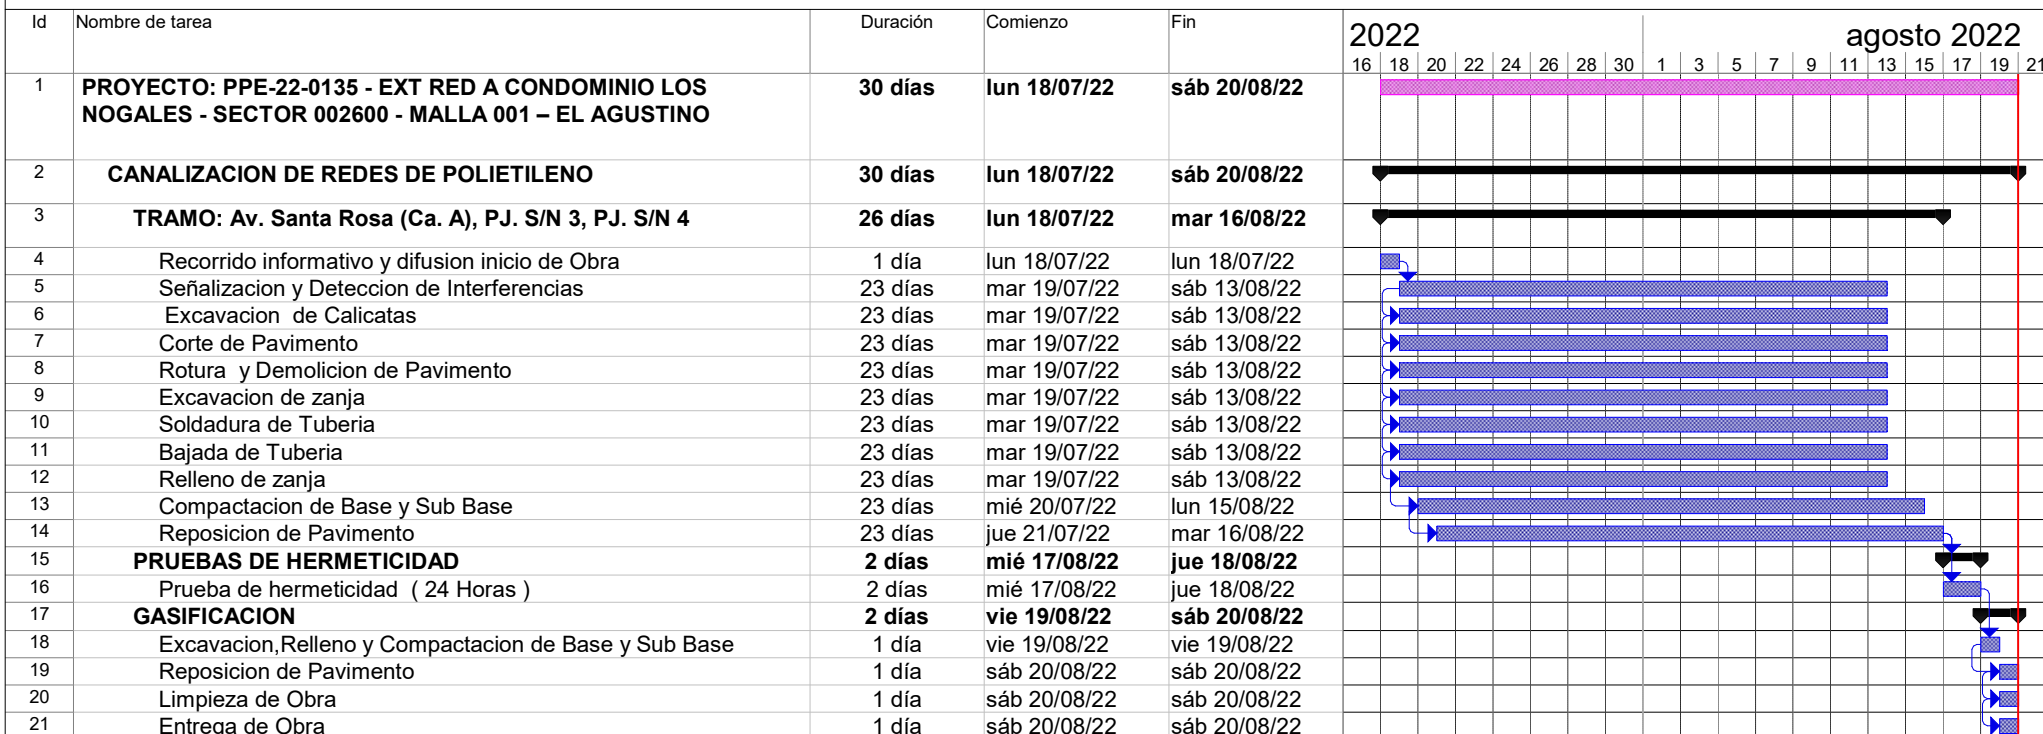 Id Nombre de tarea Duración Comienzo Fin
2022 agosto 2022
16 18 20 22 24 26 28 30 1 3 5 7 9 11 13 15 17 19 21
1 PROYECTO: PPE-22-0135 - EXT RED A CONDOMINIO LOS 30 días lun 18/07/22 sáb 20/08/22
NOGALES - SECTOR 002600 - MALLA 001 – EL AGUSTINO
2 CANALIZACION DE REDES DE POLIETILENO 30 días lun 18/07/22 sáb 20/08/22
3 TRAMO: Av. Santa Rosa (Ca. A), PJ. S/N 3, PJ. S/N 4 26 días lun 18/07/22 mar 16/08/22
4 Recorrido informativo y difusion inicio de Obra 1 día lun 18/07/22 lun 18/07/22
5 Señalizacion y Deteccion de Interferencias 23 días mar 19/07/22 sáb 13/08/22
6 Excavacion de Calicatas 23 días mar 19/07/22 sáb 13/08/22
7 Corte de Pavimento 23 días mar 19/07/22 sáb 13/08/22
8 Rotura y Demolicion de Pavimento 23 días mar 19/07/22 sáb 13/08/22
9 Excavacion de zanja 23 días mar 19/07/22 sáb 13/08/22
10 Soldadura de Tuberia 23 días mar 19/07/22 sáb 13/08/22
11 Bajada de Tuberia 23 días mar 19/07/22 sáb 13/08/22
12 Relleno de zanja 23 días mar 19/07/22 sáb 13/08/22
13 Compactacion de Base y Sub Base 23 días mié 20/07/22 lun 15/08/22
14 Reposicion de Pavimento 23 días jue 21/07/22 mar 16/08/22
15 PRUEBAS DE HERMETICIDAD 2 días mié 17/08/22 jue 18/08/22
16 Prueba de hermeticidad ( 24 Horas ) 2 días mié 17/08/22 jue 18/08/22
17 GASIFICACION 2 días vie 19/08/22 sáb 20/08/22
18 Excavacion,Relleno y Compactacion de Base y Sub Base 1 día vie 19/08/22 vie 19/08/22
19 Reposicion de Pavimento 1 día sáb 20/08/22 sáb 20/08/22
20 Limpieza de Obra 1 día sáb 20/08/22 sáb 20/08/22
21 Entrega de Obra 1 día sáb 20/08/22 sáb 20/08/22